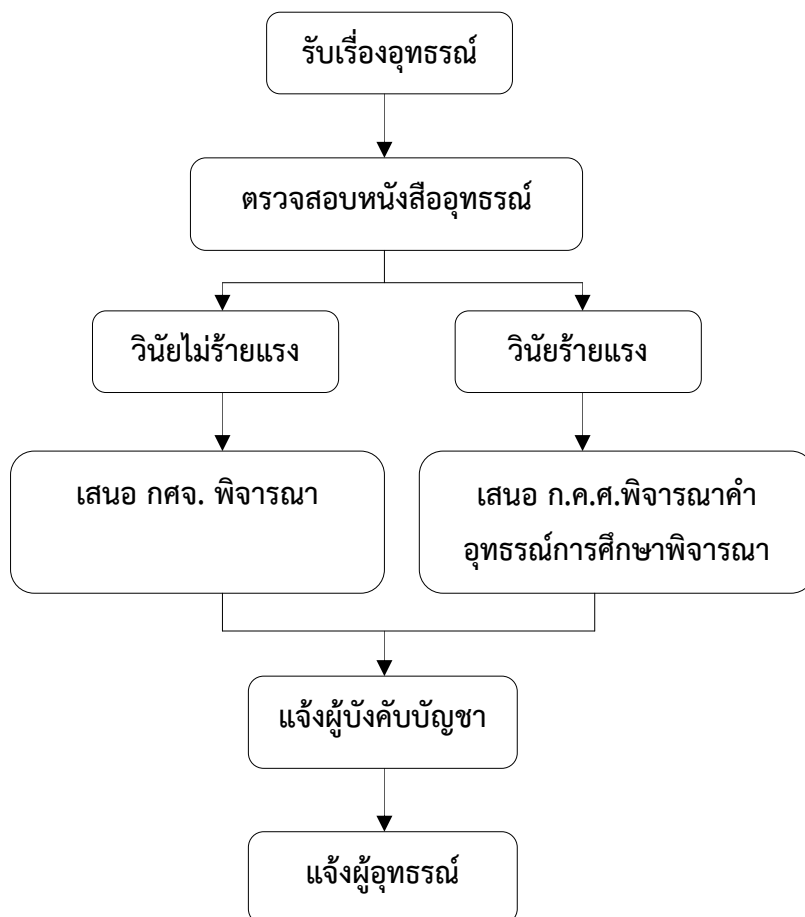 รับเรื่องอุทธรณ์
ตรวจสอบหนังสืออุทธรณ์
วินัยไม่ร้ายแรง
วินัยร้ายแรง
เสนอ กศจ. พิจารณา
เสนอ ก.ค.ศ.พิจารณาคำ
อุทธรณ์การศึกษาพิจารณา
แจ้งผู้บังคับบัญชา
แจ้งผู้อุทธรณ์